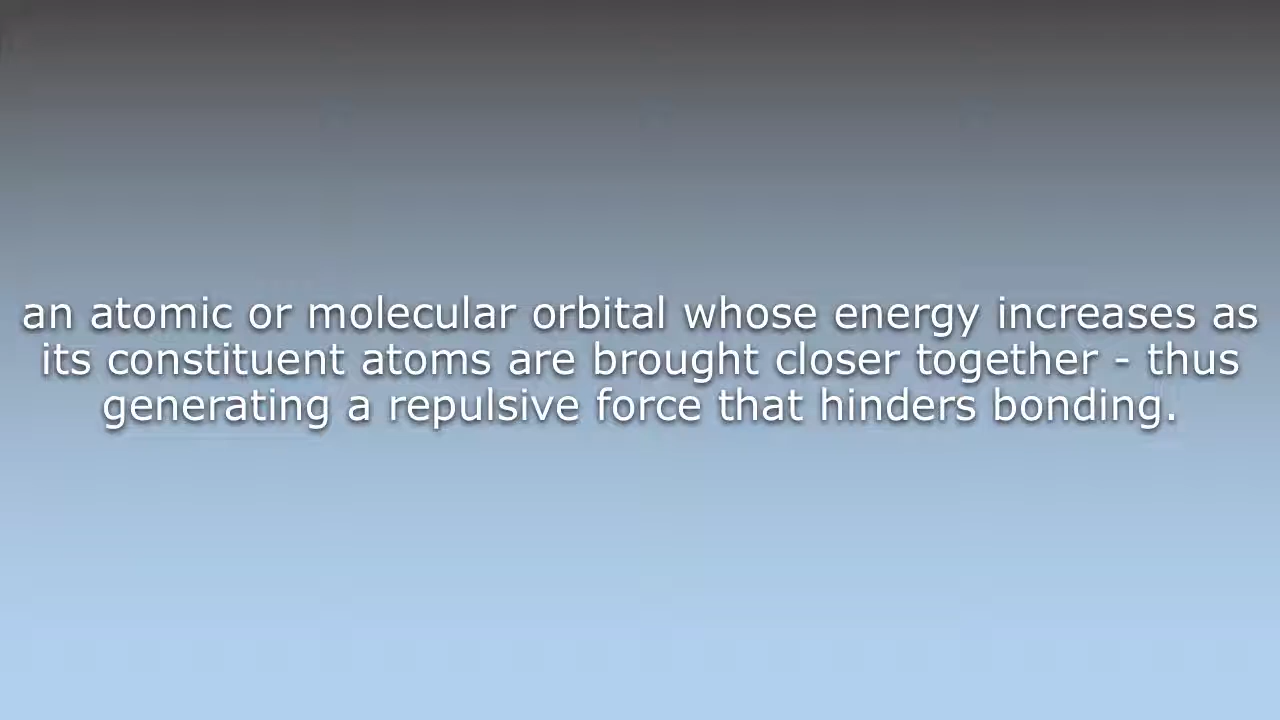 an atomic or molecular orbital whose energy increases as
its constituent atoms are brought closer together - thus
generating a repulsive force that hinders bonding.